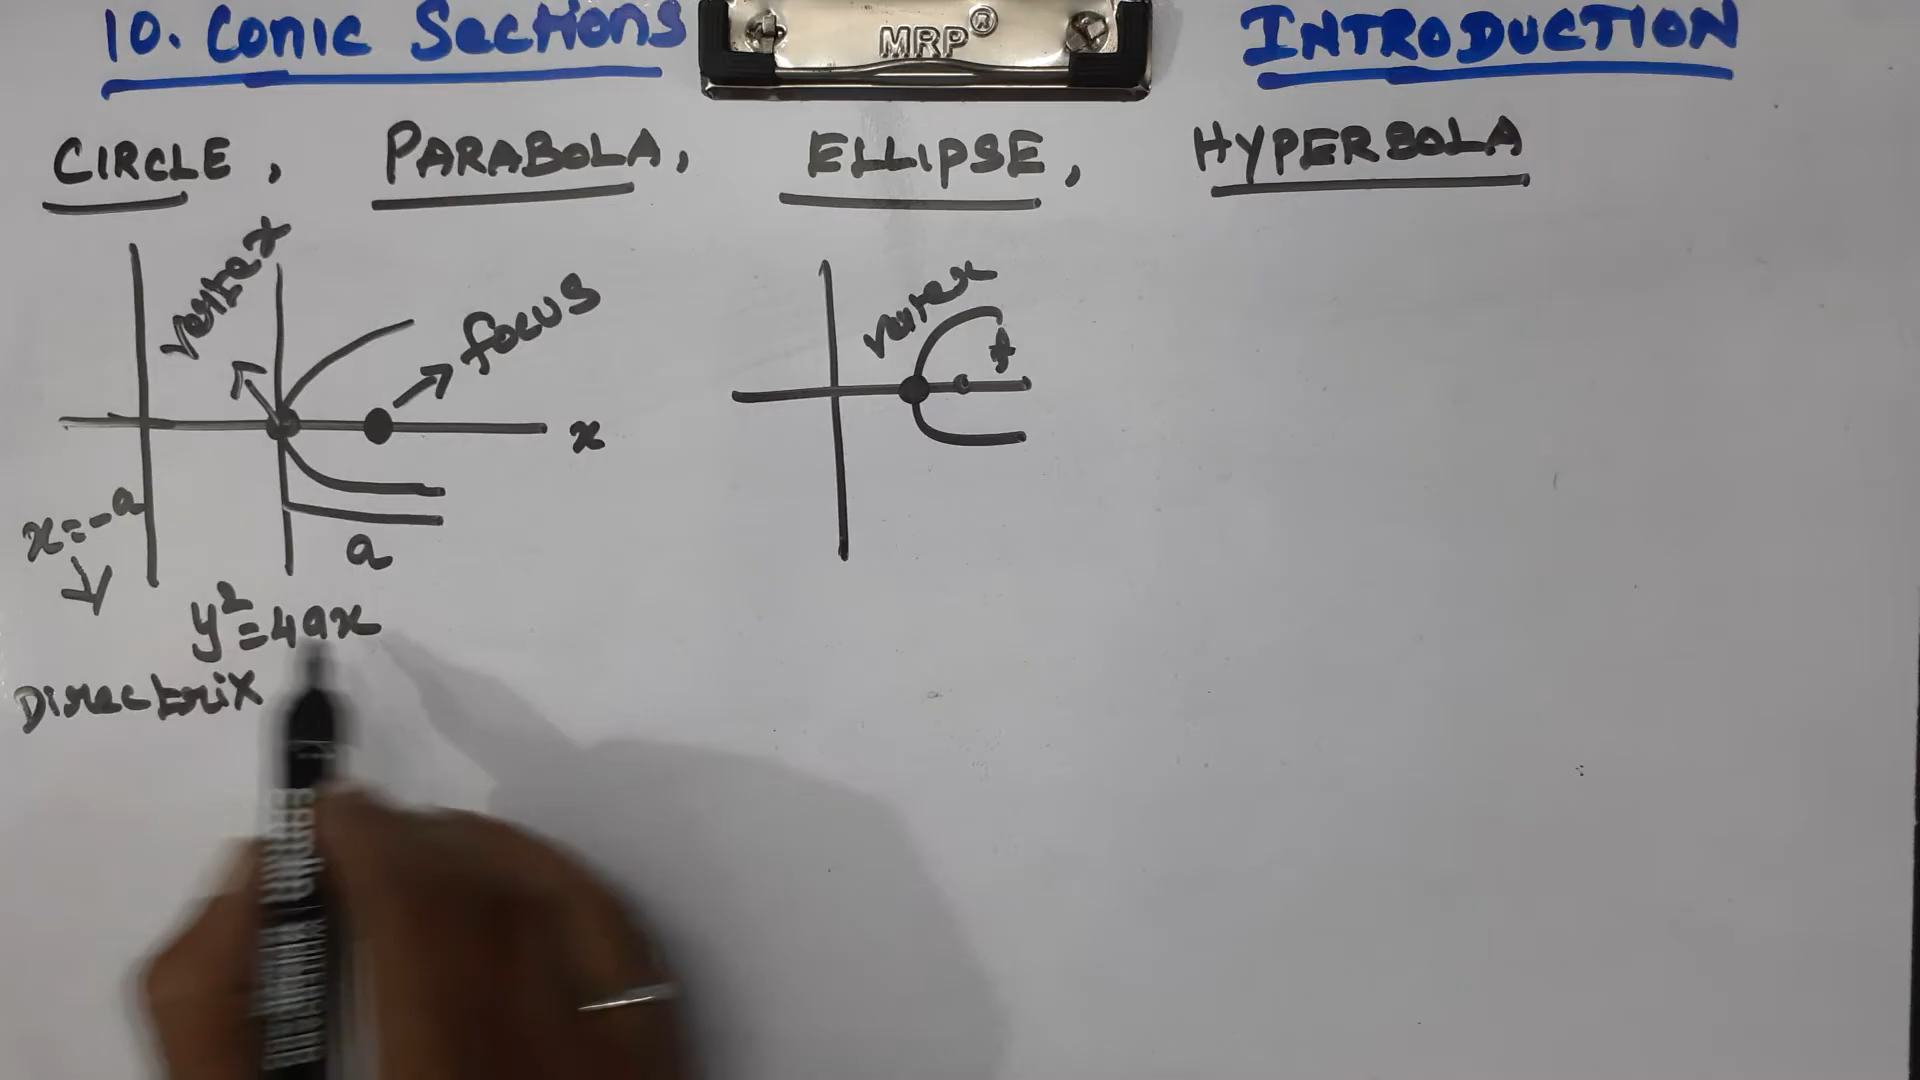 10. Conic Sections
MRP®
INTRODUCTION
CIRCLE, PARABOLA, ELLIPSE, HYPERBOLA
vertex
focus
x
x=-a
a
y²=4ax
Directrix
vertex